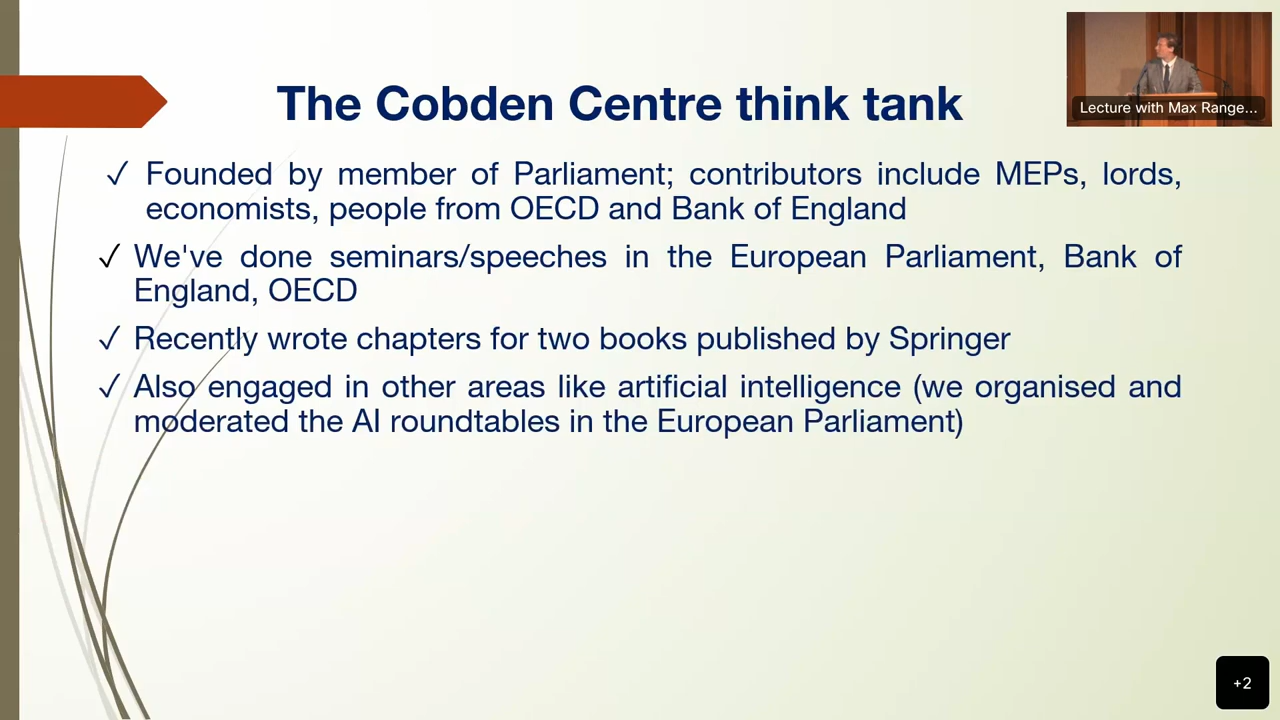 The Cobden Centre think tank
Lecture with Max Range...
✓ Founded by member of Parliament; contributors include MEPs, lords,
economists, people from OECD and Bank of England
✓ We've done seminars/speeches in the European Parliament, Bank of
England, OECD
✓ Recently wrote chapters for two books published by Springer
✓ Also engaged in other areas like artificial intelligence (we organised and
moderated the AI roundtables in the European Parliament)
+2